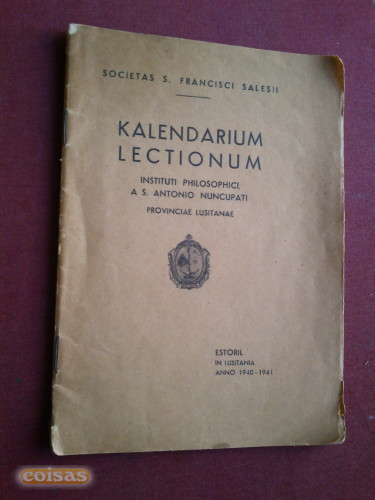 SOCIETAS S. FRANCISCI SALESII
KALENDARIUM
LECTIONUM
INSTITUTI PHILOSOPHICI,
A S. ANTONIO NUNCUPATI
PROVINCIAE LUSITANAE
ESTORIL
IN LUSITANIA
ANNO 1940-1941
coisas